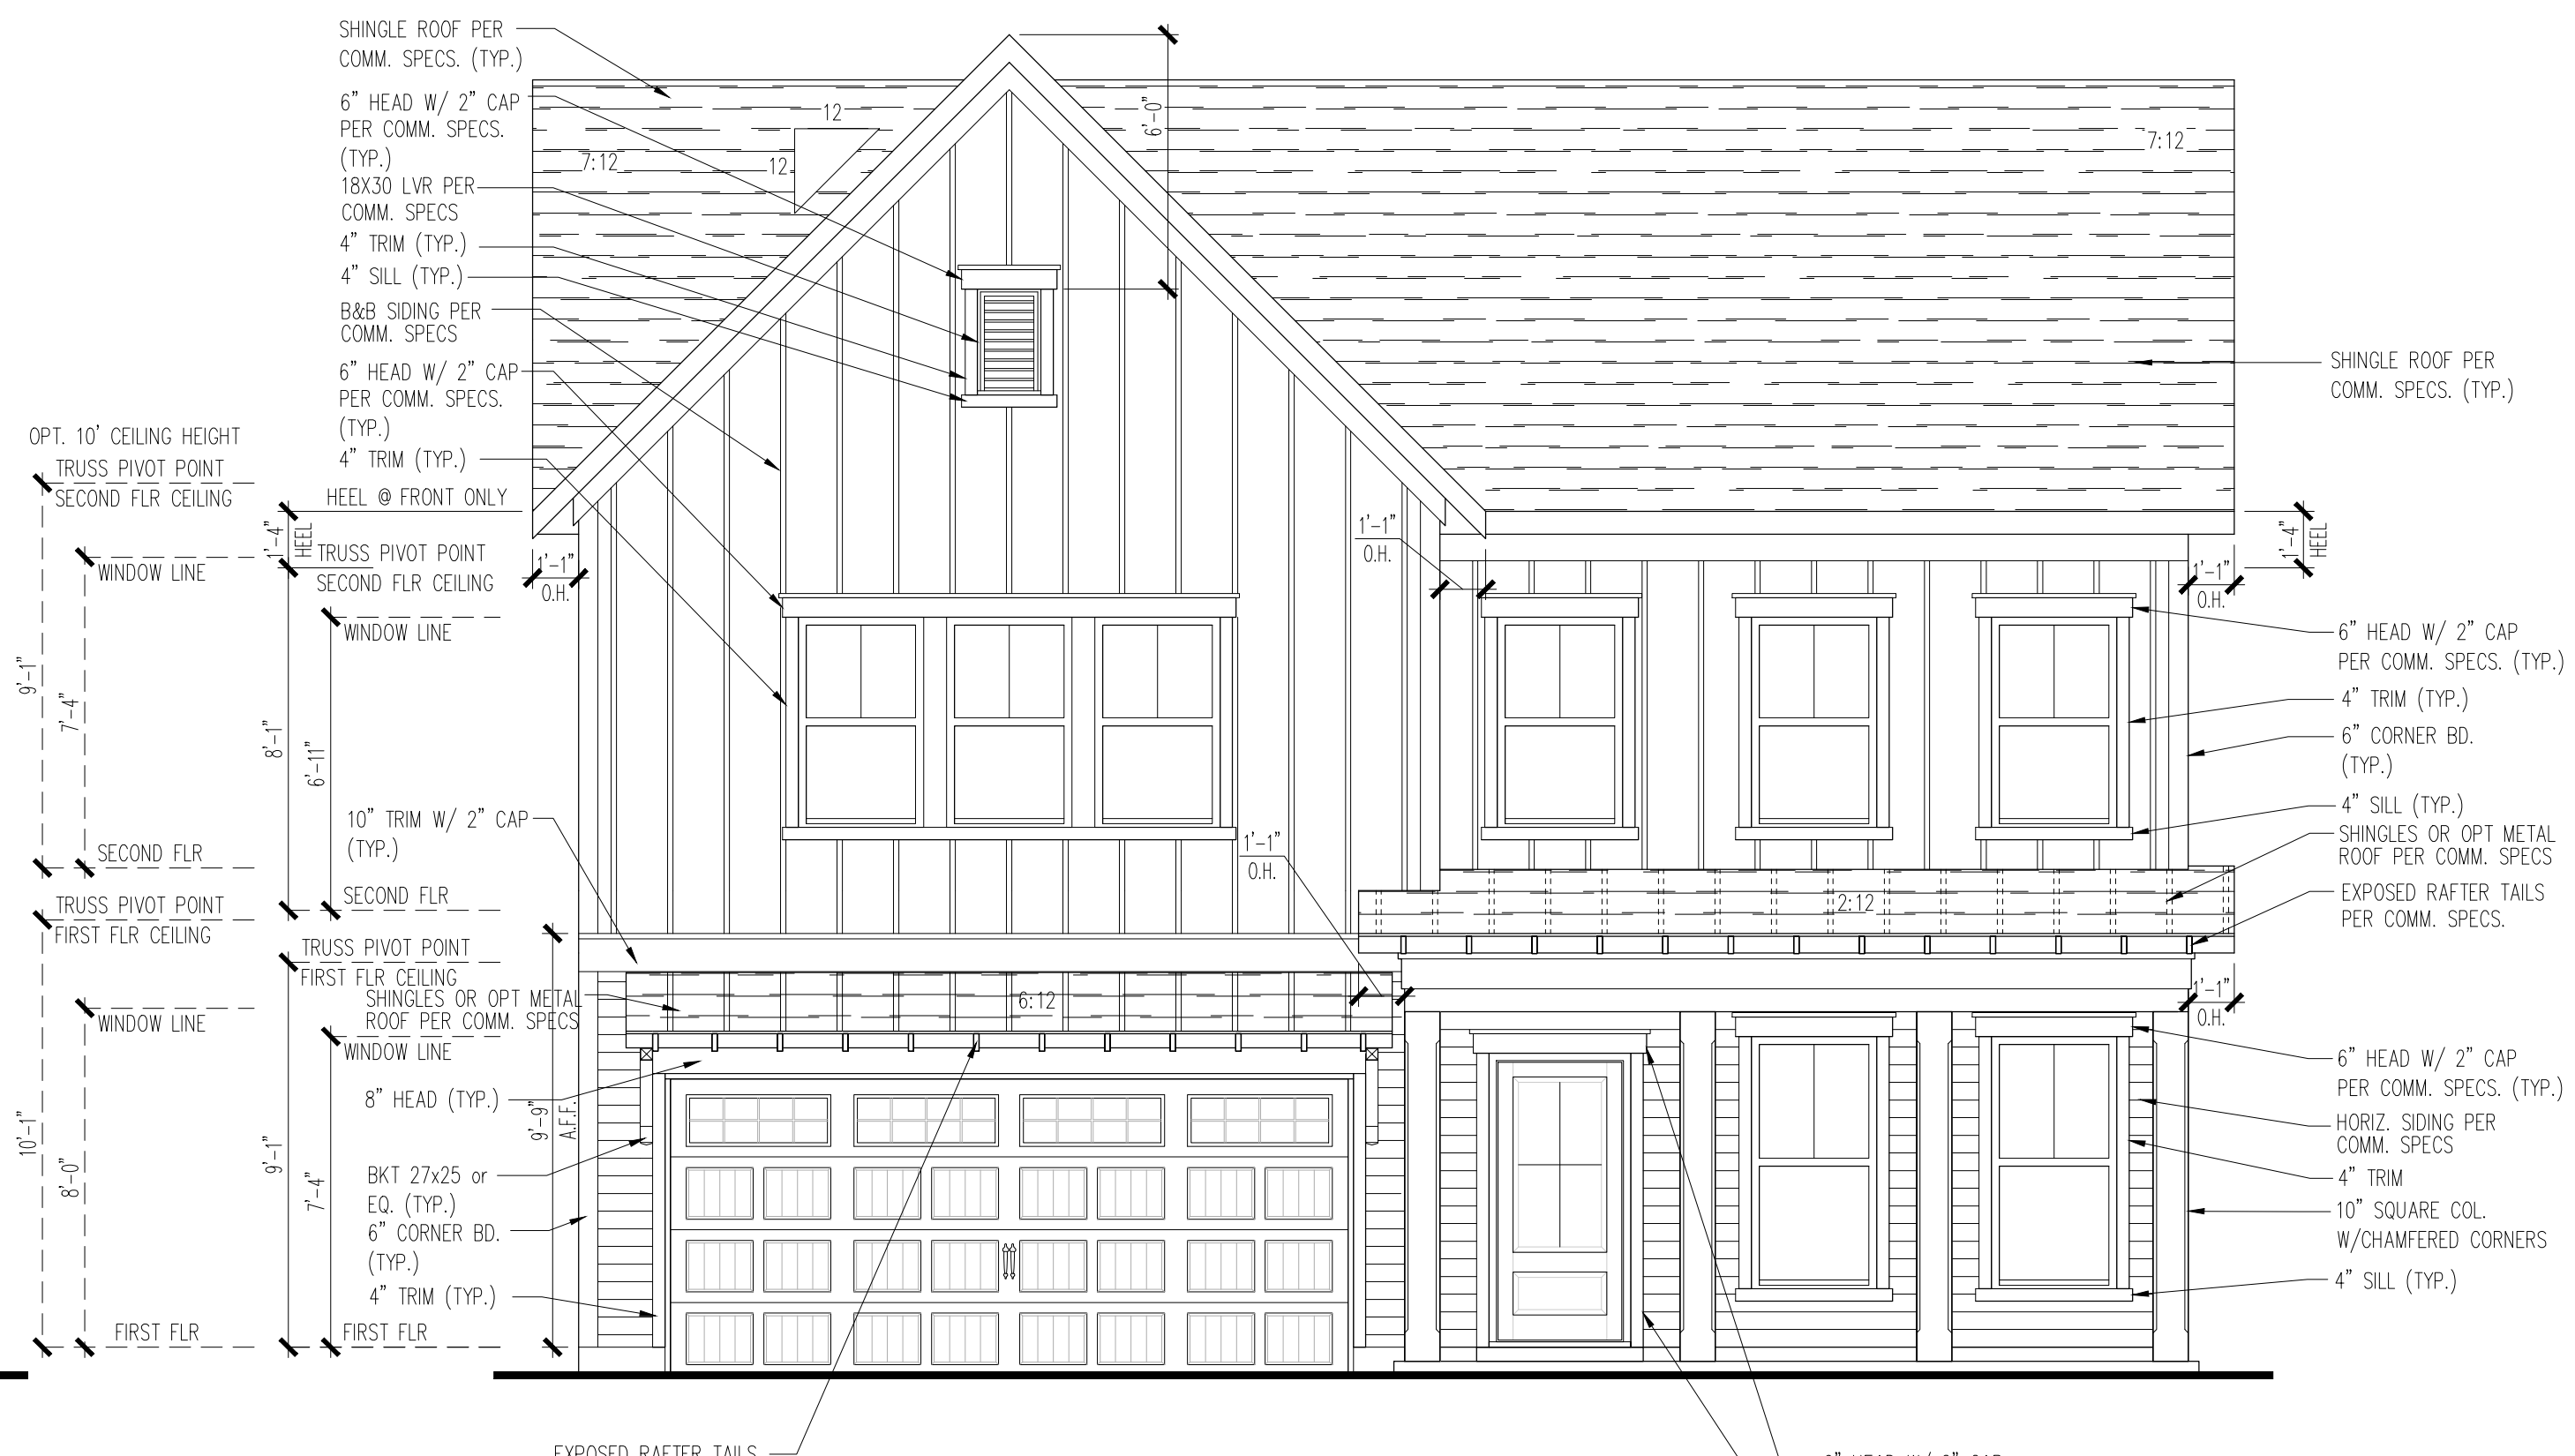 SHINGLE ROOF PER
COMM. SPECS. (TYP.)
6" HEAD W/ 2" CAP
PER COMM. SPECS.
(TYP.)
18X30 LVR PER
COMM. SPECS
4" TRIM (TYP.)
4" SILL (TYP.)
B&B SIDING PER
COMM. SPECS
6" HEAD W/ 2" CAP
PER COMM. SPECS.
(TYP.)
4" TRIM (TYP.)
12
12
7:12
6'-0"
7:12
SHINGLE ROOF PER
COMM. SPECS. (TYP.)
OPT. 10' CEILING HEIGHT
TRUSS PIVOT POINT
SECOND FLR CEILING
HEEL @ FRONT ONLY
1'-4"
HEEL
TRUSS PIVOT POINT
SECOND FLR CEILING
WINDOW LINE
WINDOW LINE
9'-1"
7'-4"
8'-1"
6'-11"
1'-1"
O.H.
1'-1"
O.H.
1'-4"
HEEL
1'-1"
O.H.
6" HEAD W/ 2" CAP
PER COMM. SPECS. (TYP.)
4" TRIM (TYP.)
6" CORNER BD.
(TYP.)
4" SILL (TYP.)
SHINGLES OR OPT METAL
ROOF PER COMM. SPECS
EXPOSED RAFTER TAILS
PER COMM. SPECS.
10" TRIM W/ 2" CAP
(TYP.)
1'-1"
O.H.
2:12
SECOND FLR
SECOND FLR
TRUSS PIVOT POINT
FIRST FLR CEILING
TRUSS PIVOT POINT
FIRST FLR CEILING
SHINGLES OR OPT METAL
ROOF PER COMM. SPECS
6:12
1'-1"
O.H.
WINDOW LINE
WINDOW LINE
8" HEAD (TYP.)
9'-9"
A.F.F.
10'-1"
8'-0"
9'-1"
7'-4"
BKT 27x25 or
EQ. (TYP.)
6" CORNER BD.
(TYP.)
4" TRIM (TYP.)
FIRST FLR
FIRST FLR
6" HEAD W/ 2" CAP
PER COMM. SPECS. (TYP.)
HORIZ. SIDING PER
COMM. SPECS
4" TRIM
10" SQUARE COL.
W/CHAMFERED CORNERS
4" SILL (TYP.)
EXPOSED RAFTER TAILS
HEAD W/ 2" CAP